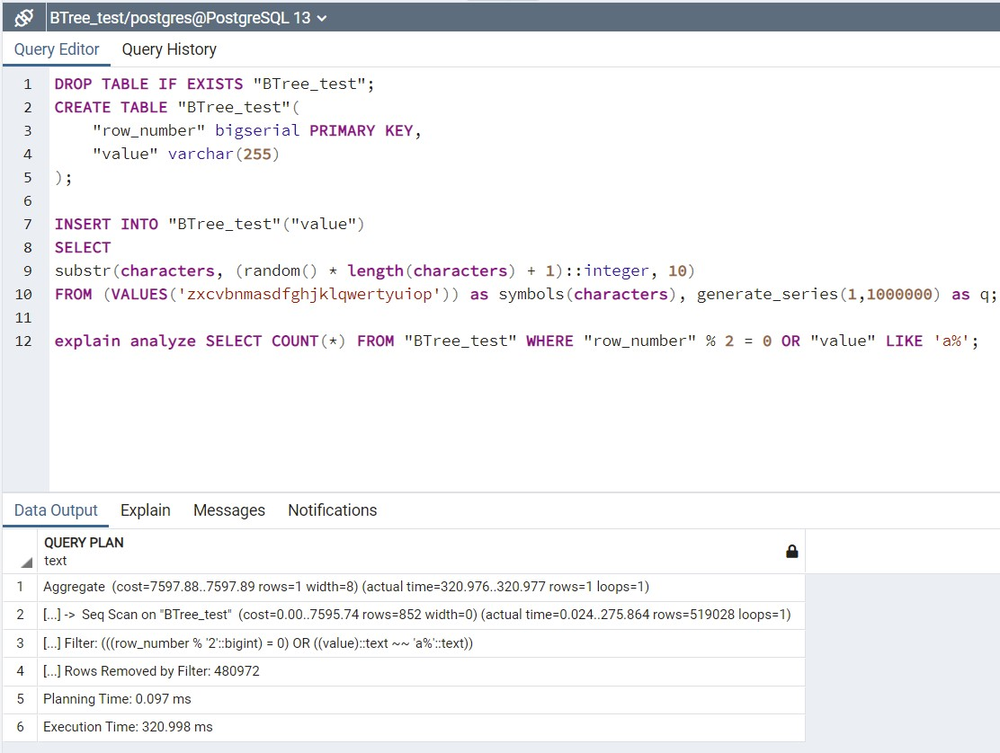 BTree_test/postgres@PostgreSQL 13
Query Editor Query History
1 DROP TABLE IF EXISTS "BTree_test";
2 CREATE TABLE "BTree_test"(
3 "row_number" bigserial PRIMARY KEY,
4 "value" varchar(255)
5 );
6
7 INSERT INTO "BTree_test"("value")
8 SELECT
9 substr(characters, (random() * length(characters) + 1)::integer, 10)
10 FROM (VALUES('zxcvbnmasdfghjklqwertyuiop')) as symbols(characters), generate_series(1,1000000) as q;
11
12 explain analyze SELECT COUNT(*) FROM "BTree_test" WHERE "row_number" % 2 = 0 OR "value" LIKE 'a%';
Data Output Explain Messages Notifications
QUERY PLAN
text
1 Aggregate (cost=7597.88..7597.89 rows=1 width=8) (actual time=320.976..320.977 rows=1 loops=1)
2 [...] -> Seq Scan on "BTree_test" (cost=0.00..7595.74 rows=852 width=0) (actual time=0.024..275.864 rows=519028 loops=1)
3 [...] Filter: (((row_number % '2'::bigint) = 0) OR ((value)::text ~~ 'a%'::text))
4 [...] Rows Removed by Filter: 480972
5 Planning Time: 0.097 ms
6 Execution Time: 320.998 ms